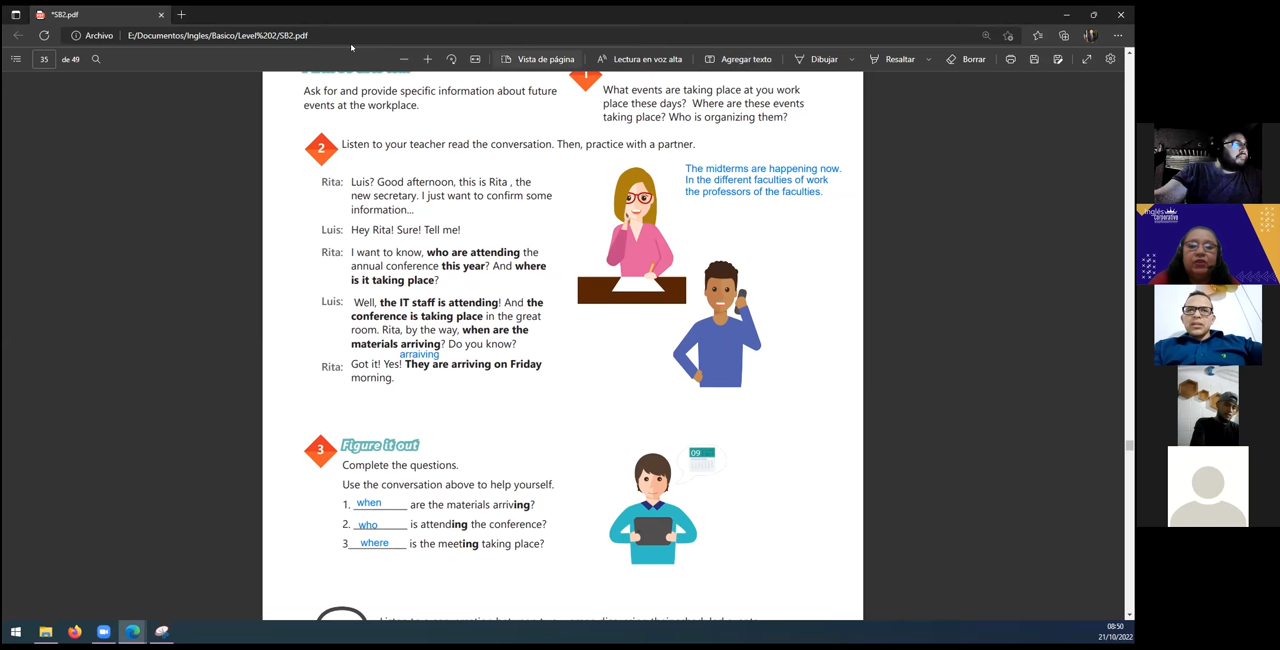 *SB2.pdf
Archivo
E:/Documentos/Ingles/Basico/Level%202/SB2.pdf
35
de 49
Vista de página
Lectura en voz alta
Agregar texto
Dibujar
Resaltar
Borrar
Ask for and provide specific information about future
events at the workplace.
1
What events are taking place at you work
place these days? Where are these events
taking place? Who is organizing them?
2
Listen to your teacher read the conversation. Then, practice with a partner.
The midterms are happening now.
In the different faculties of work
the professors of the faculties.
Rita: Luis? Good afternoon, this is Rita , the
new secretary. I just want to confirm some
information...
Luis: Hey Rita! Sure! Tell me!
Rita: I want to know, who are attending the
annual conference this year? And where
is it taking place?
Luis: Well, the IT staff is attending! And the
conference is taking place in the great
room. Rita, by the way, when are the
materials arriving? Do you know?
arraiving
Rita: Got it! Yes! They are arriving on Friday
morning.
3
Figure it out
Complete the questions.
Use the conversation above to help yourself.
1. when are the materials arriving?
2. who is attending the conference?
3 where is the meeting taking place?
09
Inglés
corporativo
08:50
21/10/2022